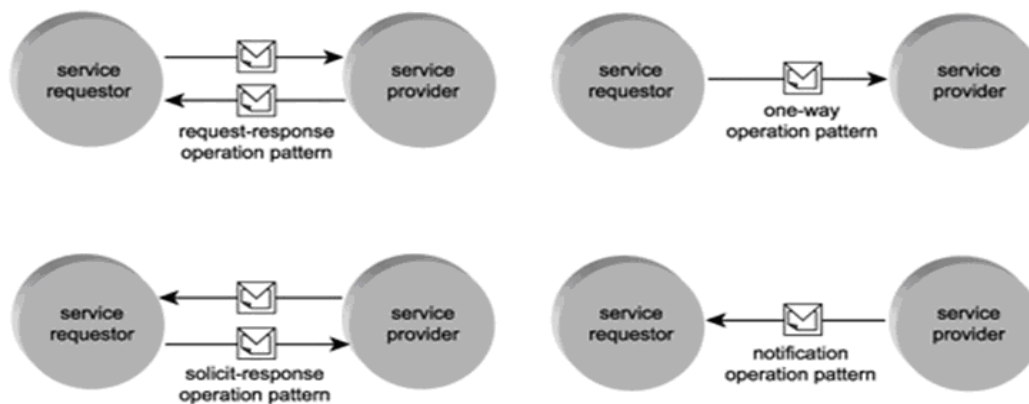 service
requestor
service
provider
request-response
operation pattern
service
requestor
service
provider
one-way
operation pattern
service
requestor
service
provider
solicit-response
operation pattern
service
requestor
service
provider
notification
operation pattern